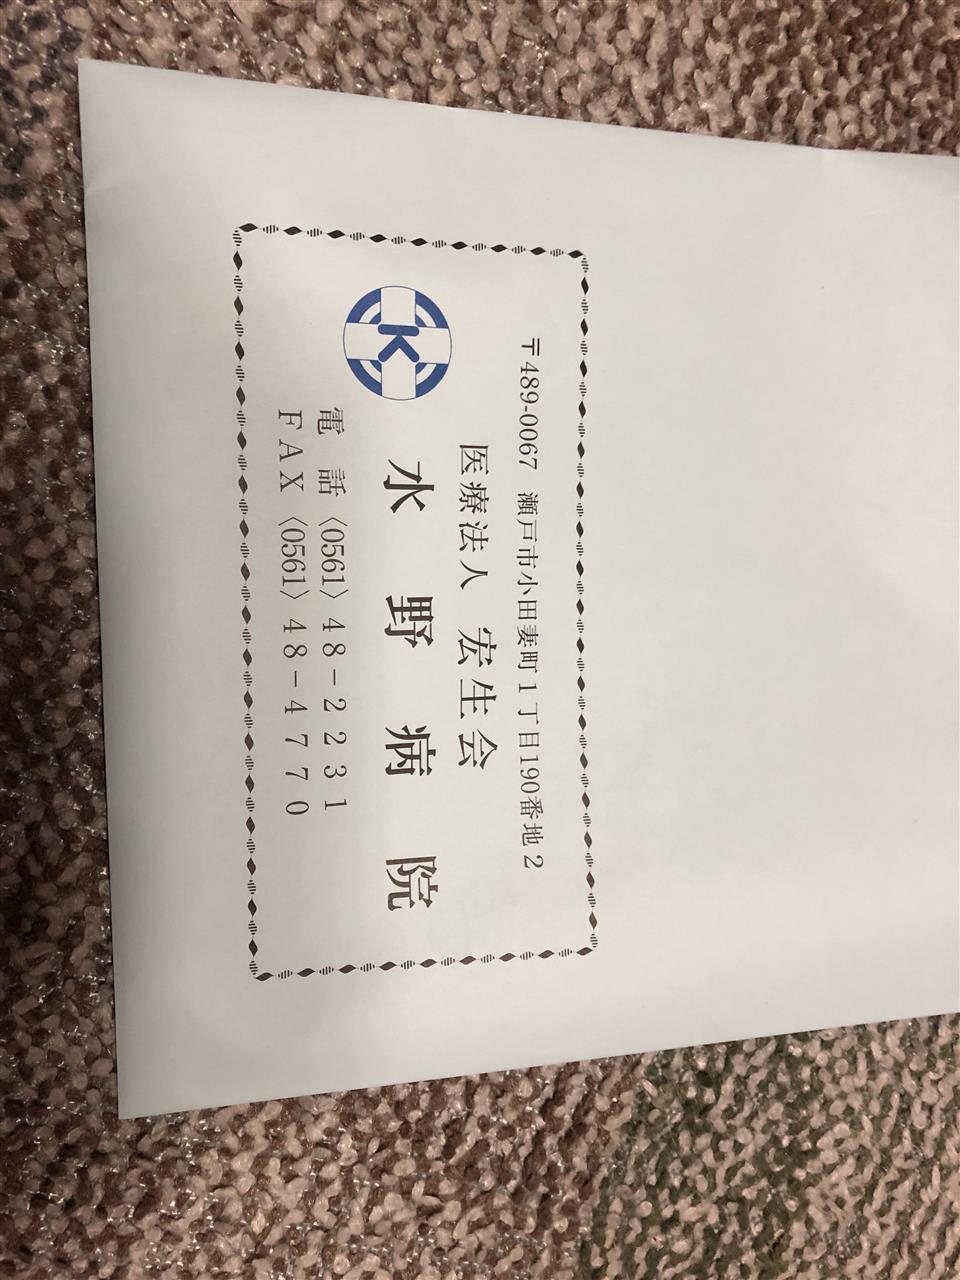 〒489-0067 瀬戸市小田妻町1丁目190番地2
医療法人 宏生会
K
水野病院
電話〈0561〉48-2231
FAX〈0561〉48-4770